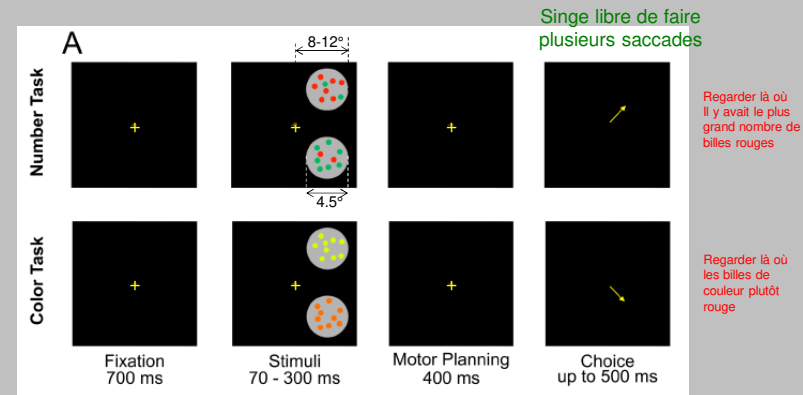 Singe libre de faire
plusieurs saccades
A
8-12°
Number Task
4.5°
Regarder là où
Il y avait le plus
grand nombre de
billes rouges
Color Task
Regarder là où
les billes de
couleur plutôt
rouge
Fixation
700 ms
Stimuli
70 - 300 ms
Motor Planning
400 ms
Choice
up to 500 ms